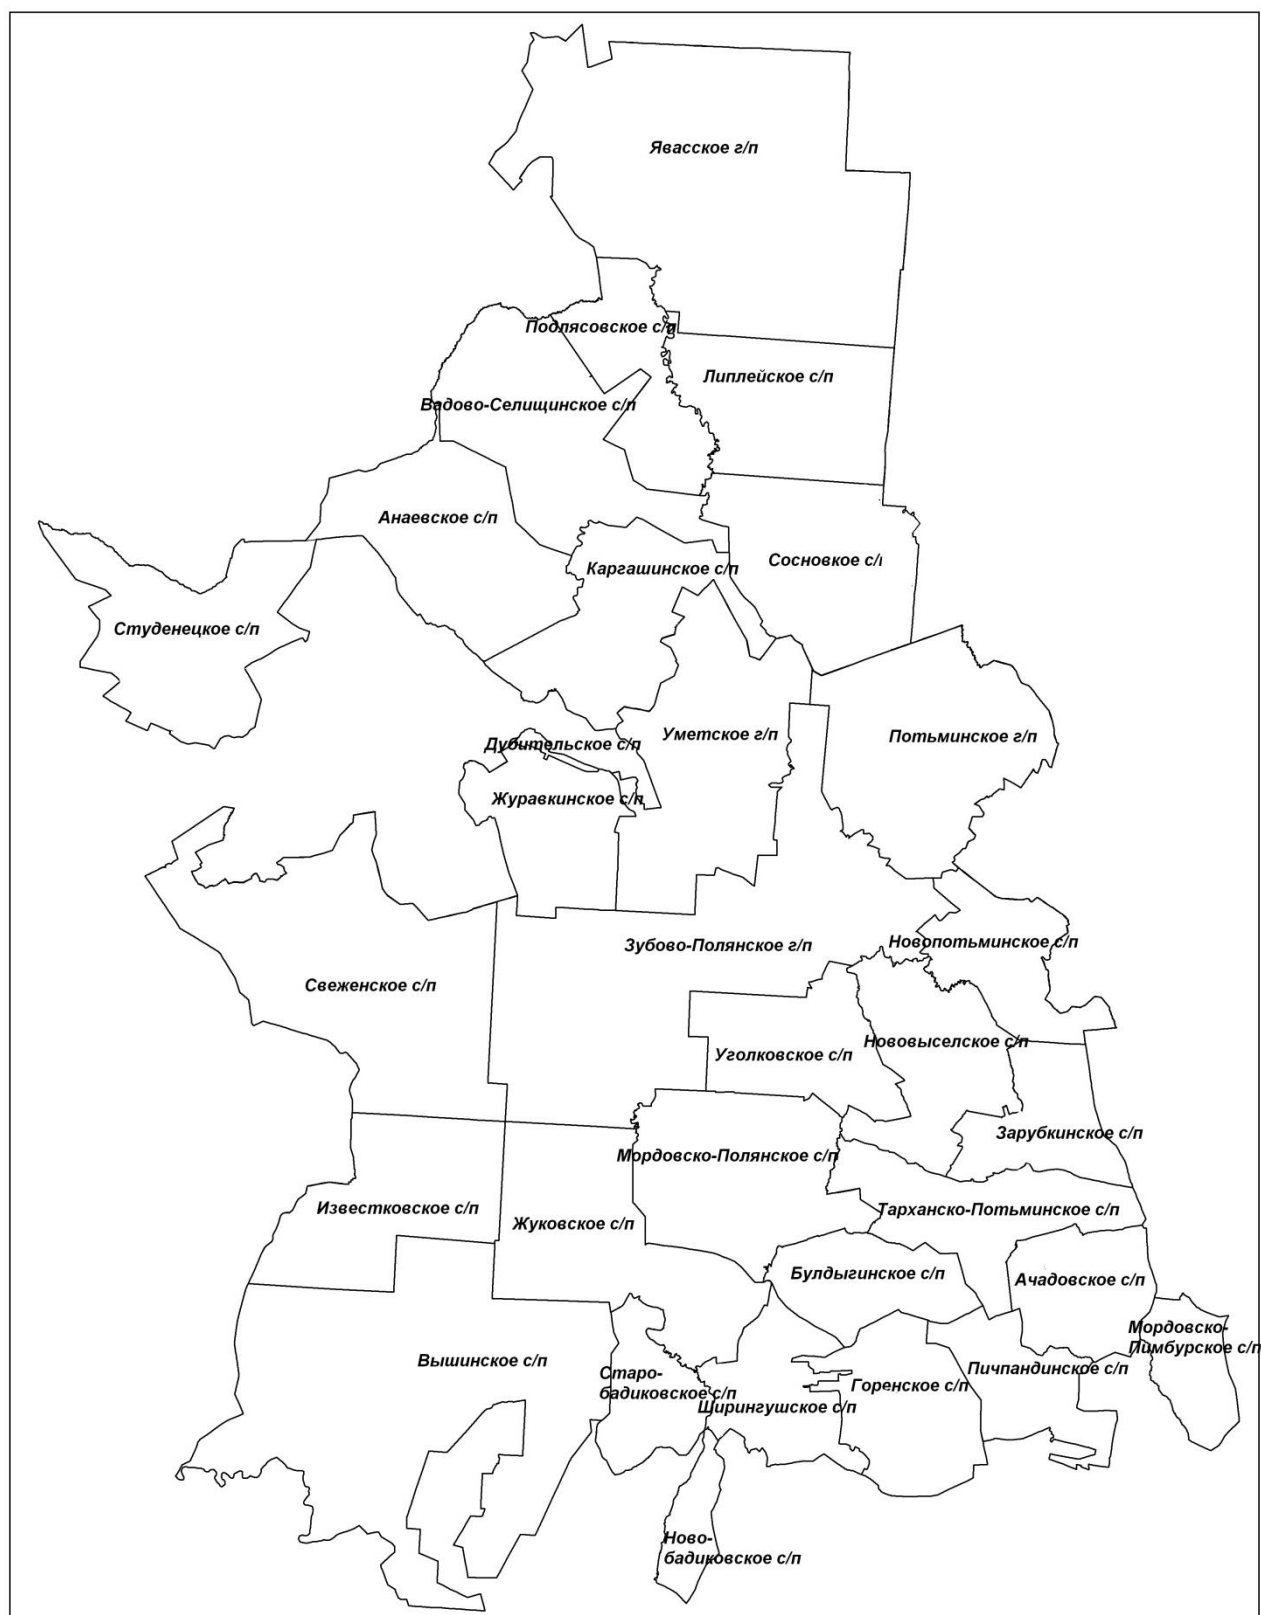 Явасское г/п
Подлясовское с/п
Липлейское с/п
Вадово-Селищинское с/п
Анаевское с/п
Сосновкое с/п
Каргашинское с/п
Студенецкое с/п
Уметское г/п
Потьминское г/п
Дубительское с/п
Журавкинское с/п
Зубово-Полянское г/п
Новопотьминское с/п
Свеженское с/п
Нововыселское с/п
Уголковское с/п
Зарубкинское с/п
Мордовско-Полянское с/п
Известковское с/п
Жуковское с/п
Тарханско-Потьминское с/п
Булдыгинское с/п
Ачадовское с/п
Мордовско-
Пимбурское с/п
Вышинское с/п
Старо-
бадиковское с/п
Ширингушское с/п
Горенское с/п
Пичпандинское с/п
Ново-
бадиковское с/п